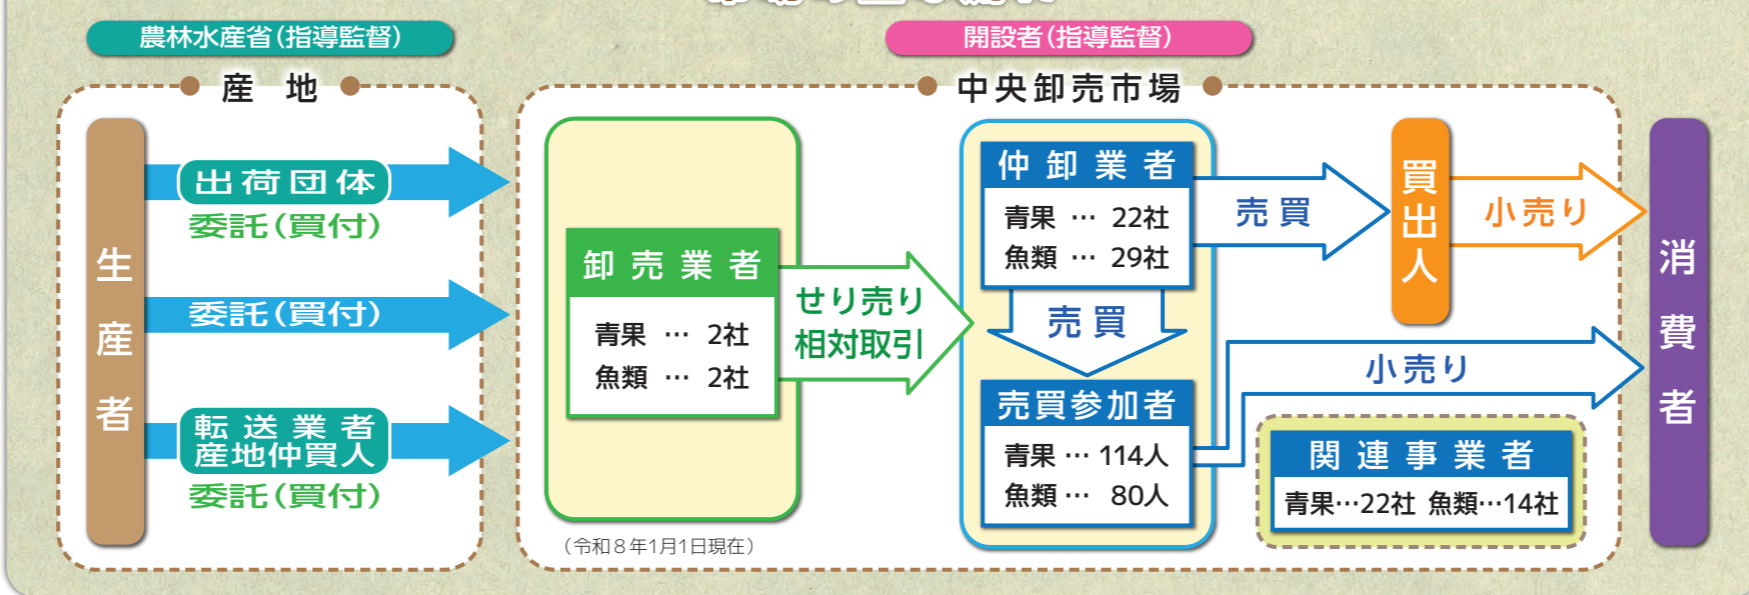 農林水産省(指導監督)
開設者(指導監督)
産地
中央卸売市場
生産者
出荷団体
委託(買付)
委託(買付)
転送業者
産地仲買人
委託(買付)
卸売業者
青果 … 2社
魚類 … 2社
(令和8年1月1日現在)
せり売り
相対取引
仲卸業者
青果 … 22社
魚類 … 29社
売買
売買参加者
青果 … 114人
魚類 … 80人
売買
買出人
小売り
小売り
関連事業者
青果…22社 魚類…14社
消費者